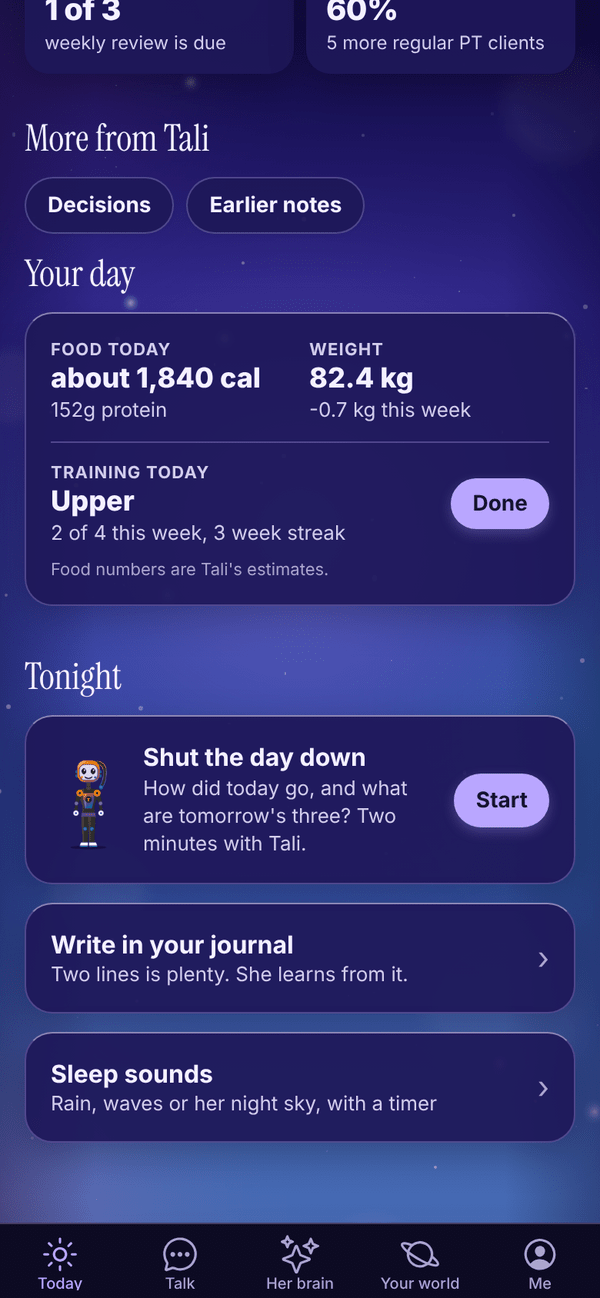 1 of 3
weekly review is due
60%
5 more regular PT clients
More from Tali
Decisions
Earlier notes
Your day
FOOD TODAY
about 1,840 cal
152g protein
WEIGHT
82.4 kg
-0.7 kg this week
TRAINING TODAY
Upper
2 of 4 this week, 3 week streak
Done
Food numbers are Tali's estimates.
Tonight
Shut the day down
How did today go, and what
are tomorrow's three? Two
minutes with Tali.
Start
Write in your journal
Two lines is plenty. She learns from it.
Sleep sounds
Rain, waves or her night sky, with a timer
Today
Talk
Her brain
Your world
Me